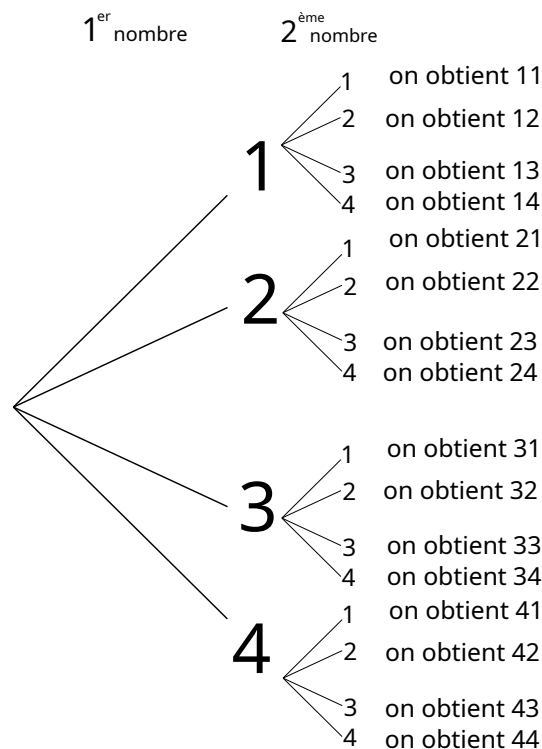 1er nombre 2ème nombre
1
1 on obtient 11
2 on obtient 12
3 on obtient 13
4 on obtient 14
2
1 on obtient 21
2 on obtient 22
3 on obtient 23
4 on obtient 24
3
1 on obtient 31
2 on obtient 32
3 on obtient 33
4 on obtient 34
4
1 on obtient 41
2 on obtient 42
3 on obtient 43
4 on obtient 44